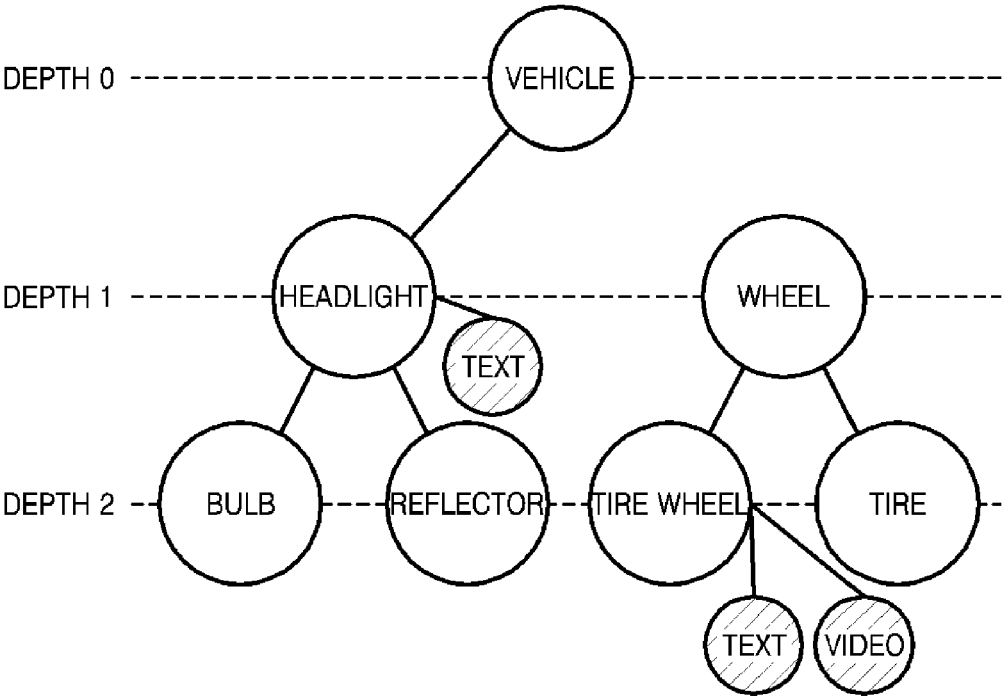 DEPTH 0
VEHICLE
DEPTH 1
HEADLIGHT
WHEEL
TEXT
DEPTH 2
BULB
REFLECTOR
TIRE WHEEL
TIRE
TEXT
VIDEO